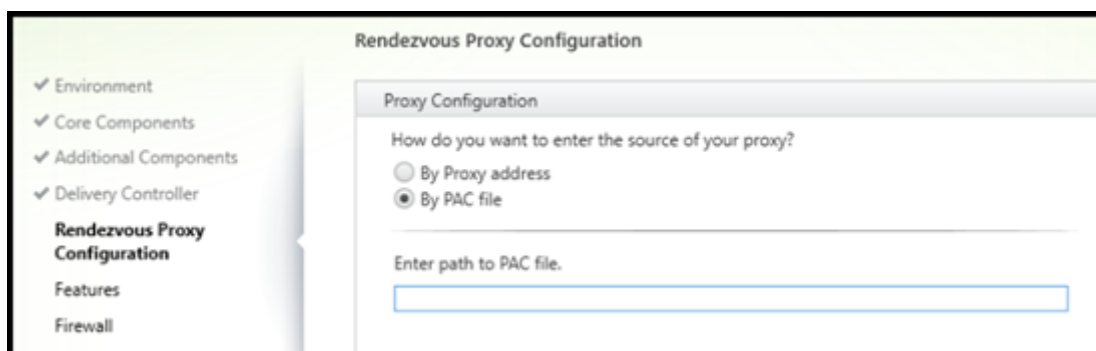 Rendezvous Proxy Configuration
Environment
Core Components
Additional Components
Delivery Controller
Rendezvous Proxy
Configuration
Features
Firewall
Proxy Configuration
How do you want to enter the source of your proxy?
By Proxy address
By PAC file
Enter path to PAC file.